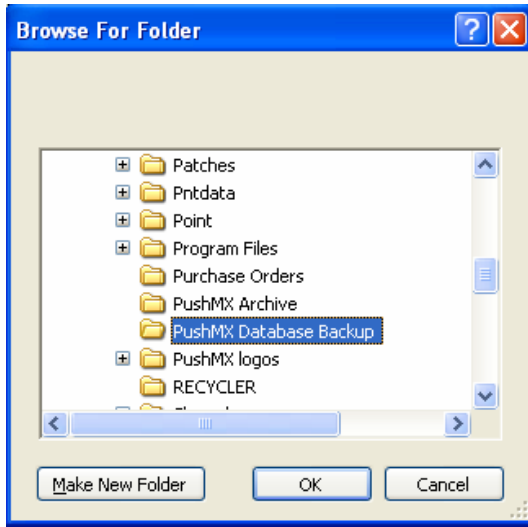 Browse For Folder
Patches
Pntdata
Point
Program Files
Purchase Orders
PushMX Archive
PushMX Database Backup
PushMX logos
RECYCLER
Make New Folder OK Cancel